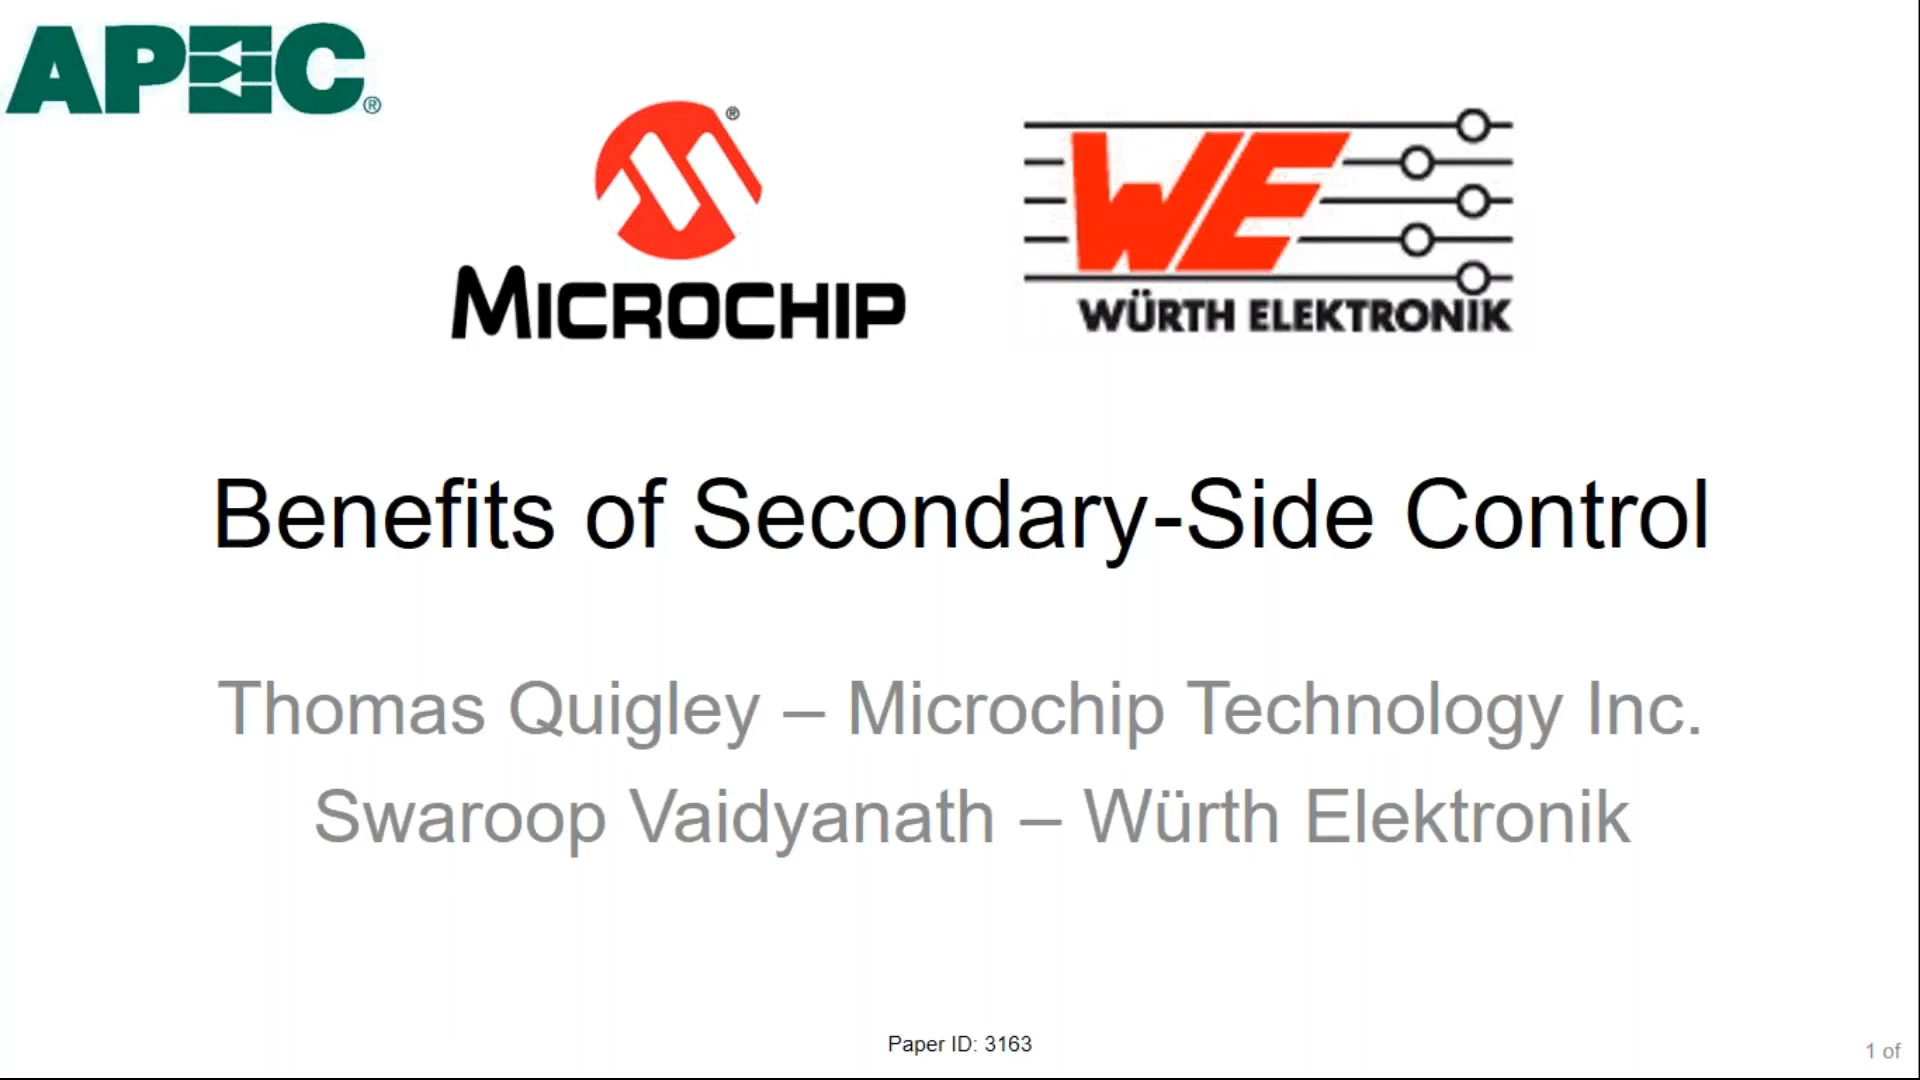 APEC®
MICROCHIP®
WE
WÜRTH ELEKTRONIK
Benefits of Secondary-Side Control
Thomas Quigley – Microchip Technology Inc.
Swaroop Vaidyanath – Würth Elektronik
Paper ID: 3163
1 of